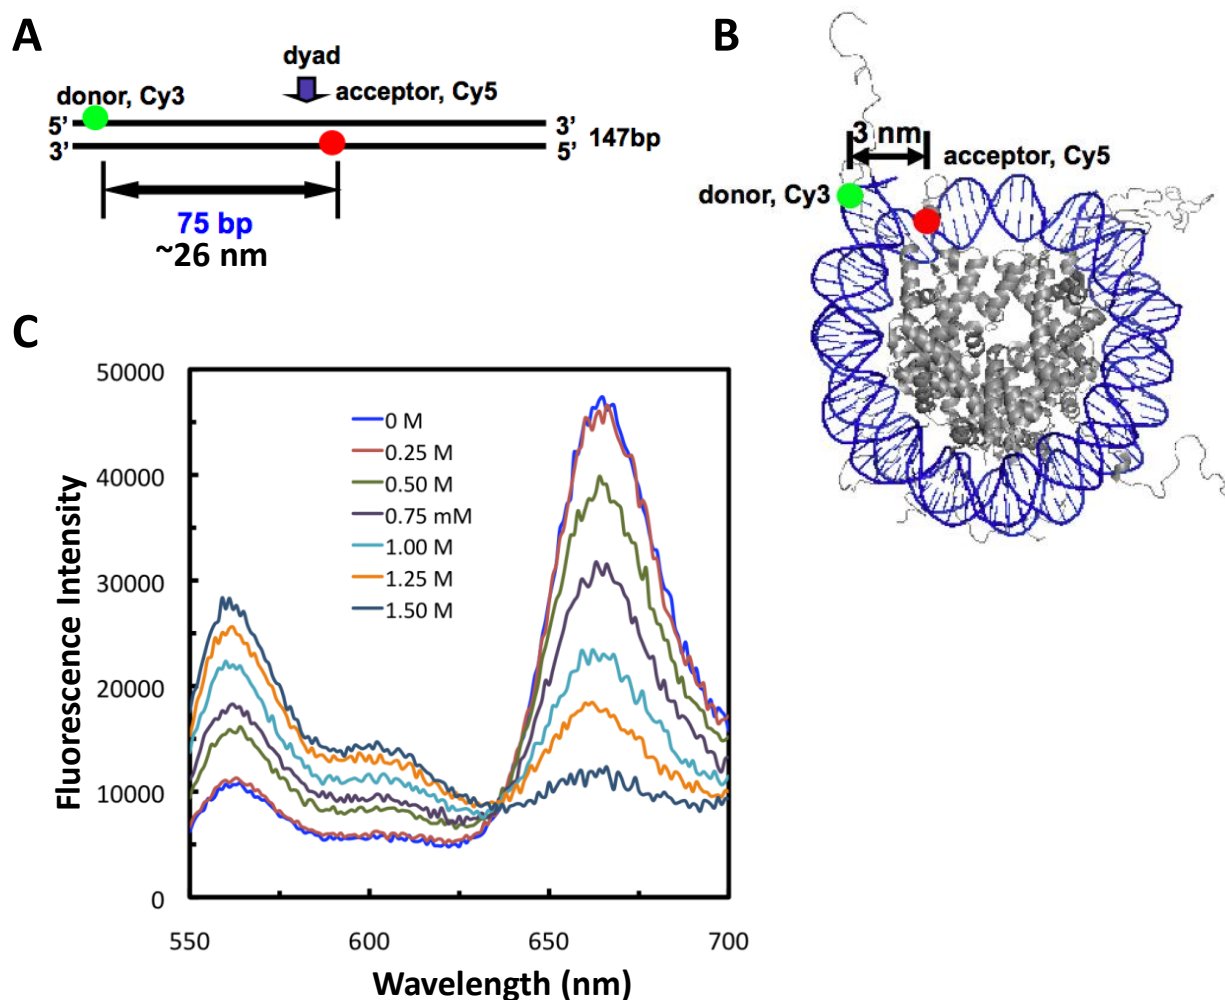 A
dyad
donor, Cy3
acceptor, Cy5
5’ 3’
3’ 5’
147bp
75 bp
~26 nm
B
3 nm
acceptor, Cy5
donor, Cy3
C
50000
40000
30000
20000
10000
0
Fluorescence Intensity
0 M
0.25 M
0.50 M
0.75 mM
1.00 M
1.25 M
1.50 M
550 600 650 700
Wavelength (nm)